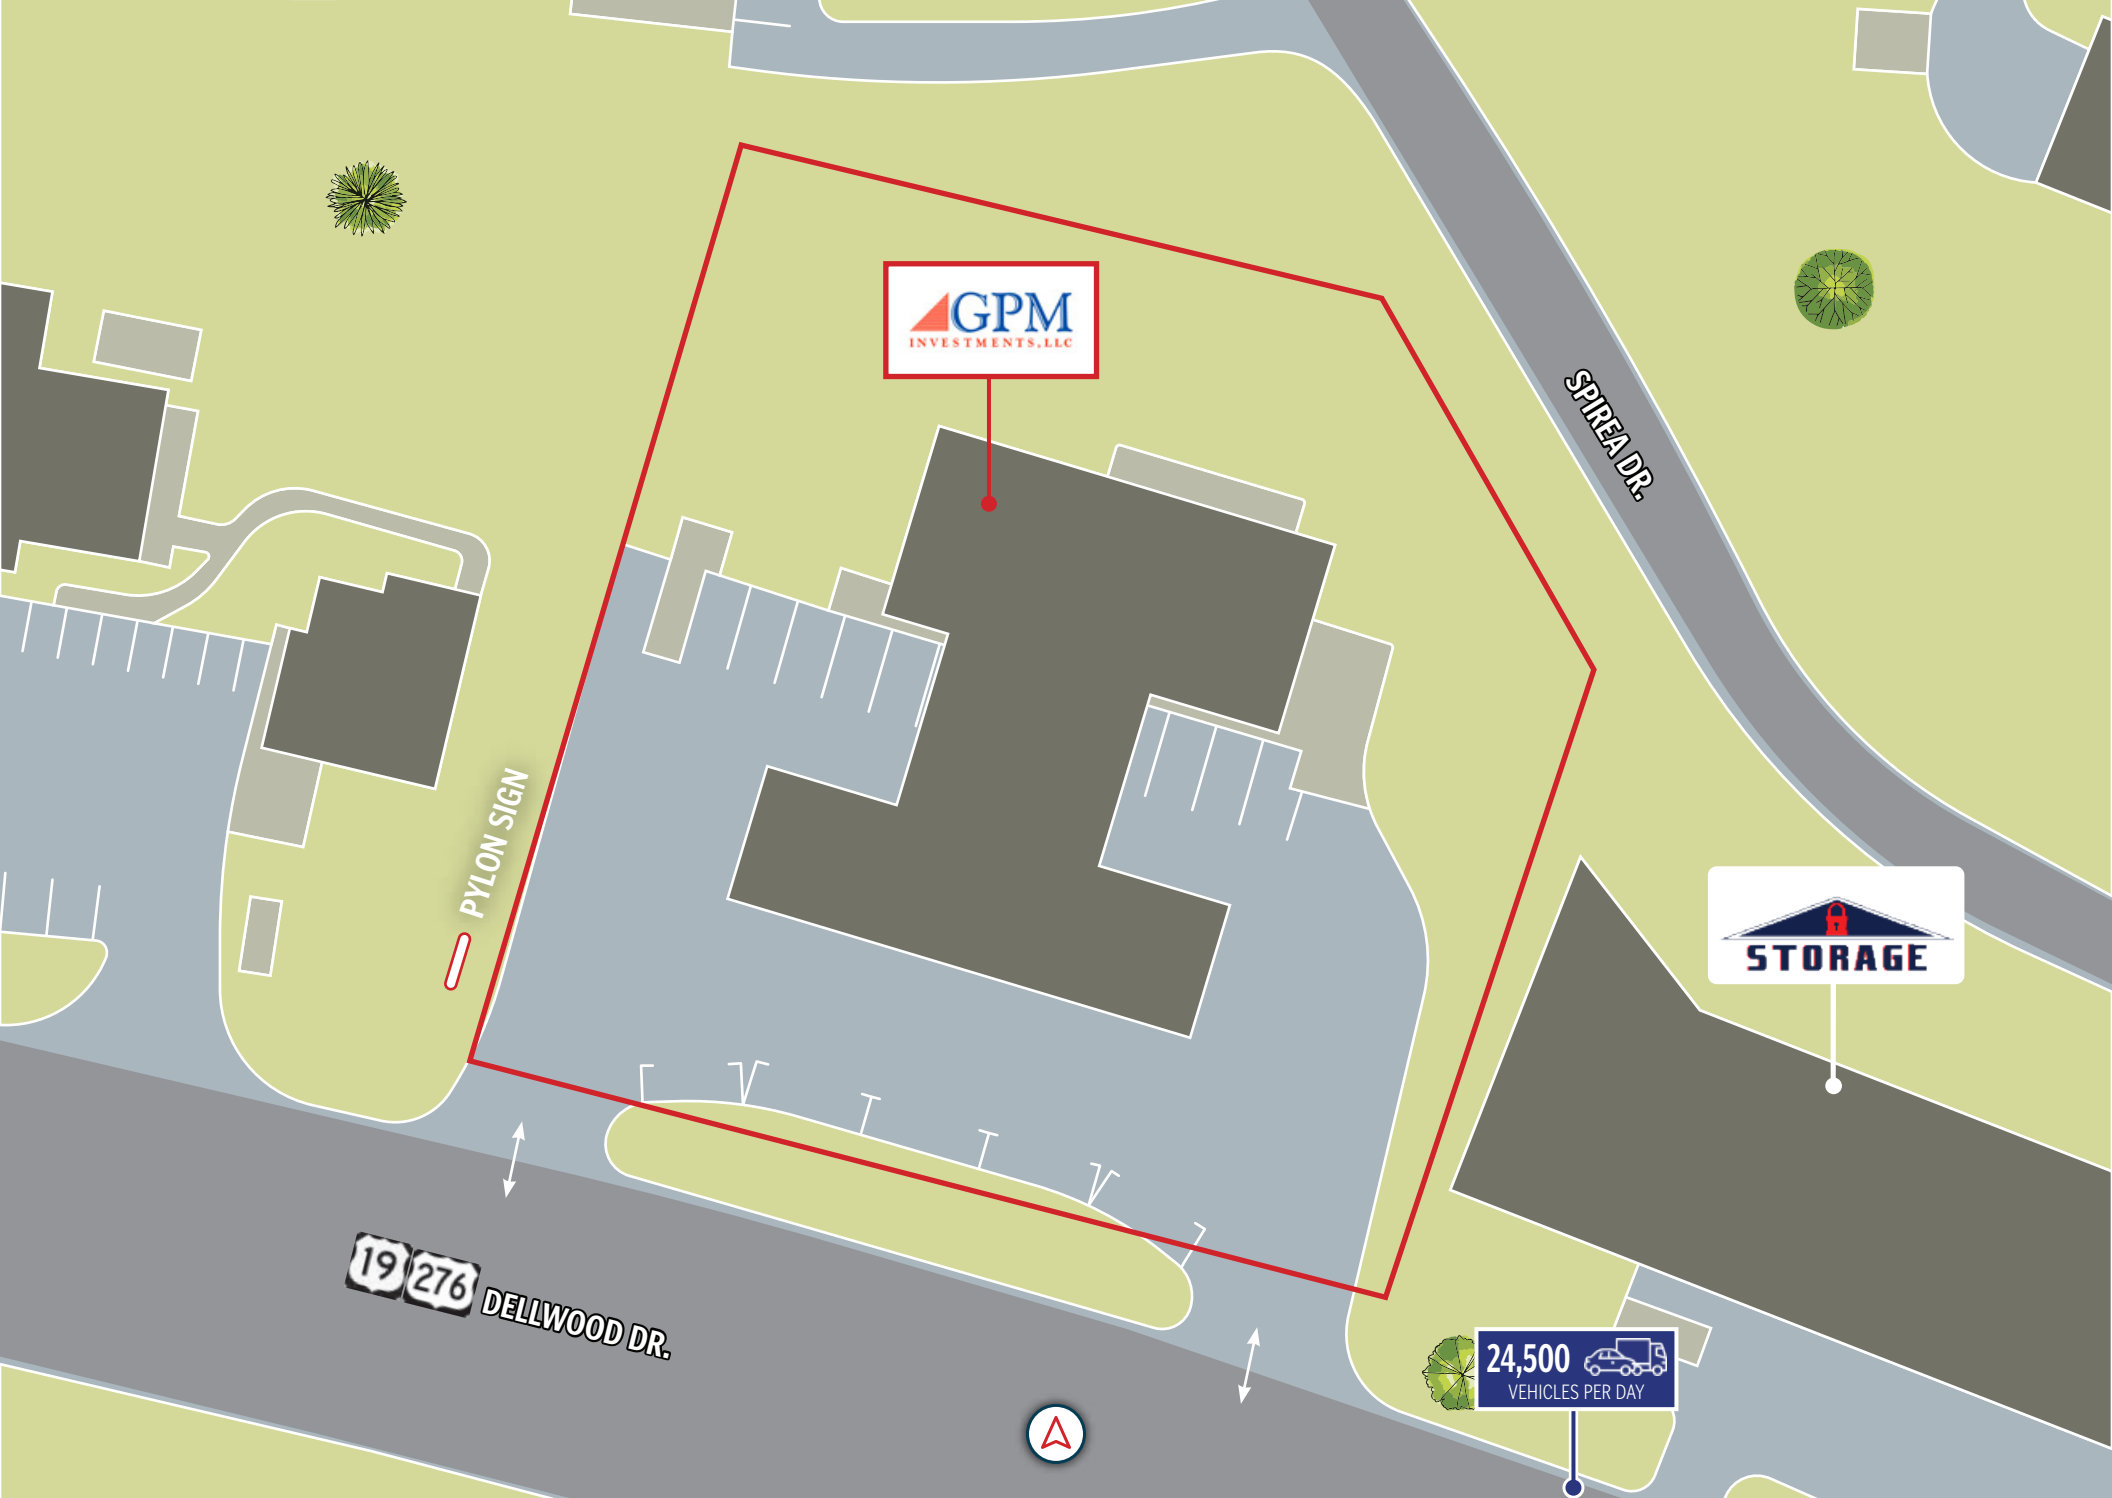 GPM
INVESTMENTS, LLC
SPIREA DR.
PYLON SIGN
STORAGE
19 276 DELLWOOD DR.
24,500
VEHICLES PER DAY